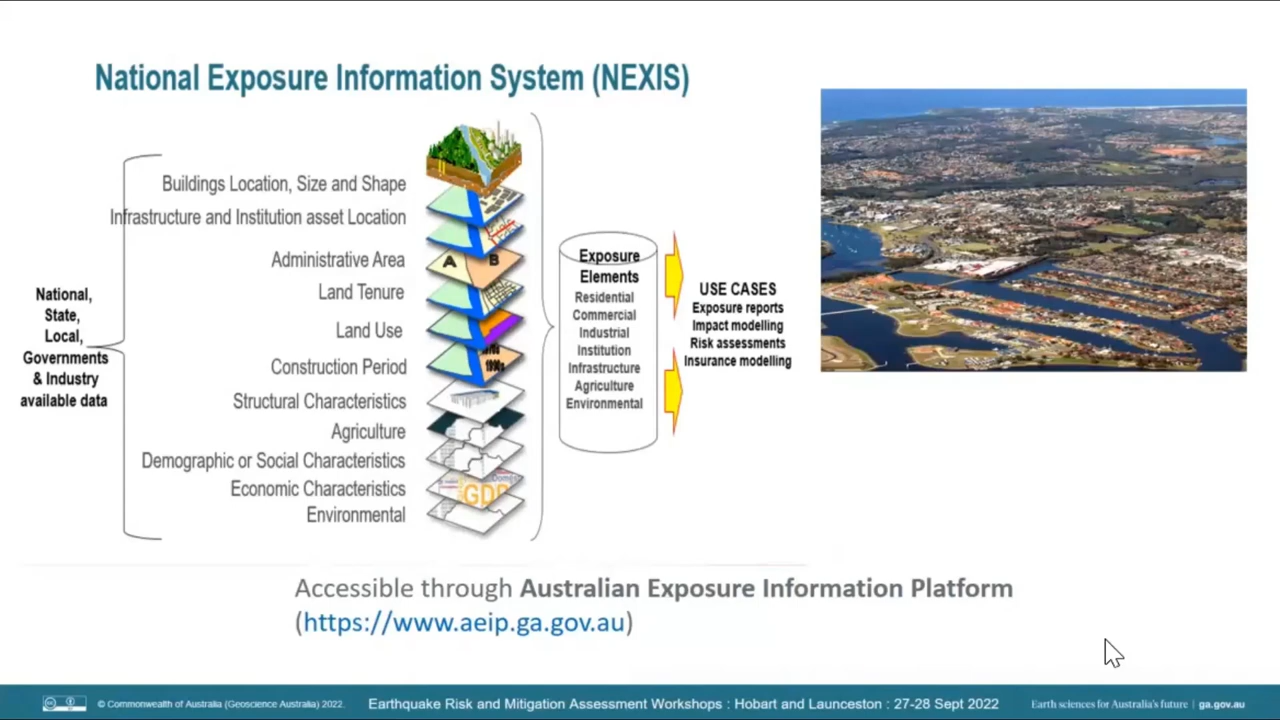 National Exposure Information System (NEXIS)
National,
State,
Local,
Governments
& Industry
available data
Buildings Location, Size and Shape
Infrastructure and Institution asset Location
Administrative Area
Land Tenure
Land Use
Construction Period
Structural Characteristics
Agriculture
Demographic or Social Characteristics
Economic Characteristics
Environmental
A B
GDP
Exposure
Elements
Residential
Commercial
Industrial
Institution
Infrastructure
Agriculture
Environmental
USE CASES
Exposure reports
Impact modelling
Risk assessments
Insurance modelling
Accessible through Australian Exposure Information Platform
(https://www.aeip.ga.gov.au)
© Commonwealth of Australia (Geoscience Australia) 2022.
Earthquake Risk and Mitigation Assessment Workshops : Hobart and Launceston : 27-28 Sept 2022
Earth sciences for Australia's future | ga.gov.au